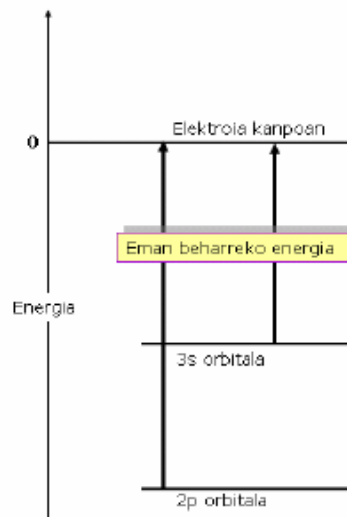 Elektroia kanpoan
0
Eman beharreko energia
Energia
3s orbitala
2p orbitala